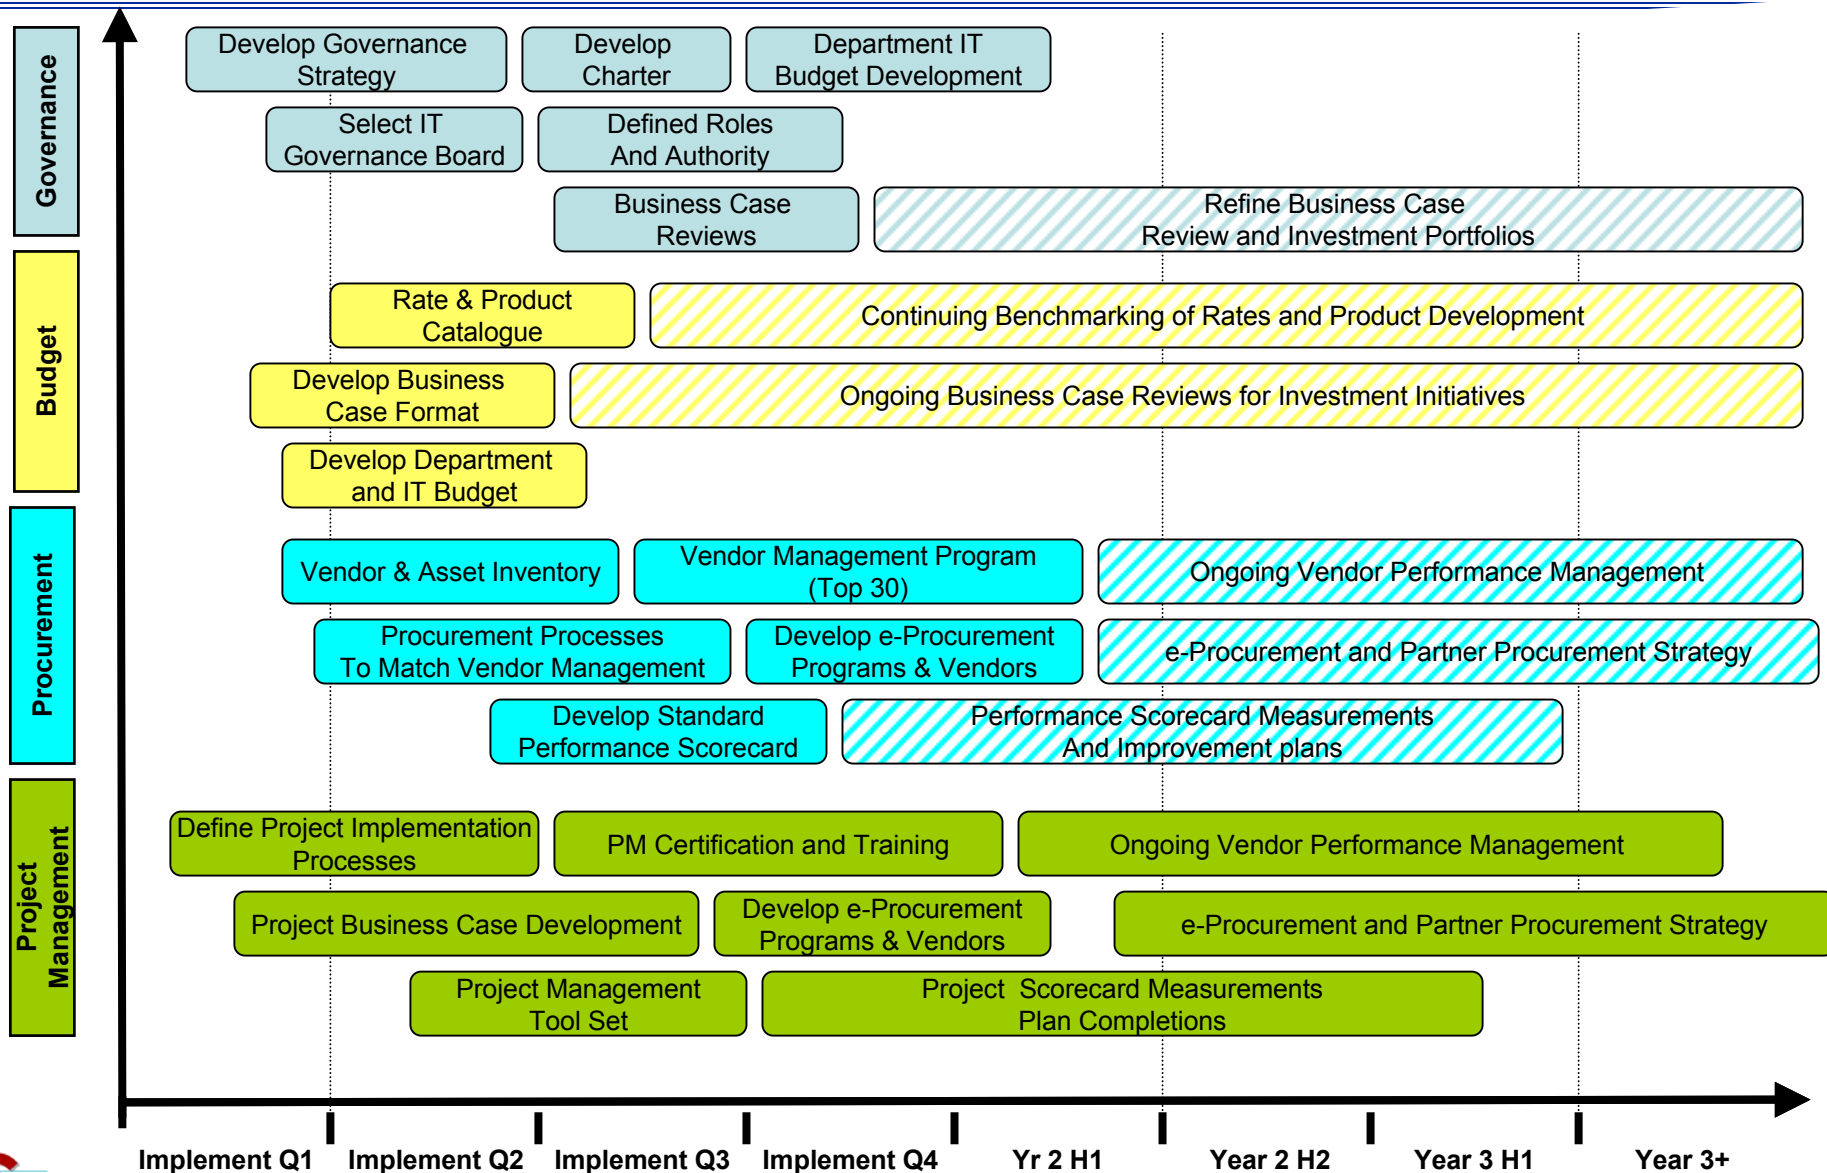 Governance
Develop Governance
Strategy
Develop
Charter
Department IT
Budget Development
Select IT
Governance Board
Defined Roles
And Authority
Business Case
Reviews
Refine Business Case
Review and Investment Portfolios
Budget
Rate & Product
Catalogue
Continuing Benchmarking of Rates and Product Development
Develop Business
Case Format
Ongoing Business Case Reviews for Investment Initiatives
Develop Department
and IT Budget
Procurement
Vendor & Asset Inventory
Vendor Management Program
(Top 30)
Ongoing Vendor Performance Management
Procurement Processes
To Match Vendor Management
Develop e-Procurement
Programs & Vendors
e-Procurement and Partner Procurement Strategy
Develop Standard
Performance Scorecard
Performance Scorecard Measurements
And Improvement plans
Project
Management
Define Project Implementation
Processes
PM Certification and Training
Ongoing Vendor Performance Management
Project Business Case Development
Develop e-Procurement
Programs & Vendors
e-Procurement and Partner Procurement Strategy
Project Management
Tool Set
Project Scorecard Measurements
Plan Completions
Implement Q1
Implement Q2
Implement Q3
Implement Q4
Yr 2 H1
Year 2 H2
Year 3 H1
Year 3+